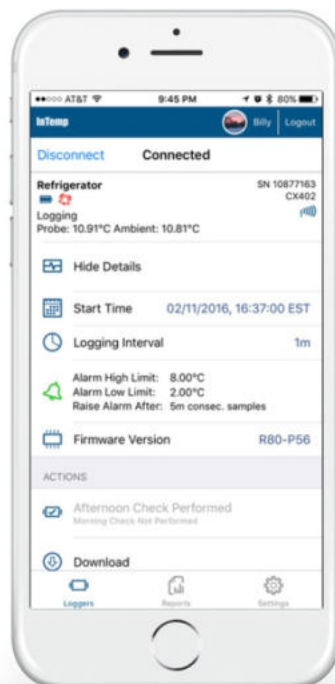 AT&T 9:45 PM 80%
InTemp Billy Logout
Disconnect Connected
Refrigerator SN 10877163
CX402
Logging
Probe: 10.91°C Ambient: 10.81°C
Hide Details
Start Time 02/11/2016, 16:37:00 EST
Logging Interval 1m
Alarm High Limit: 8.00°C
Alarm Low Limit: 2.00°C
Raise Alarm After: 5m consec. samples
Firmware Version R80-P56
ACTIONS
Afternoon Check Performed
Morning Check Not Performed
Download
Loggers Reports Settings